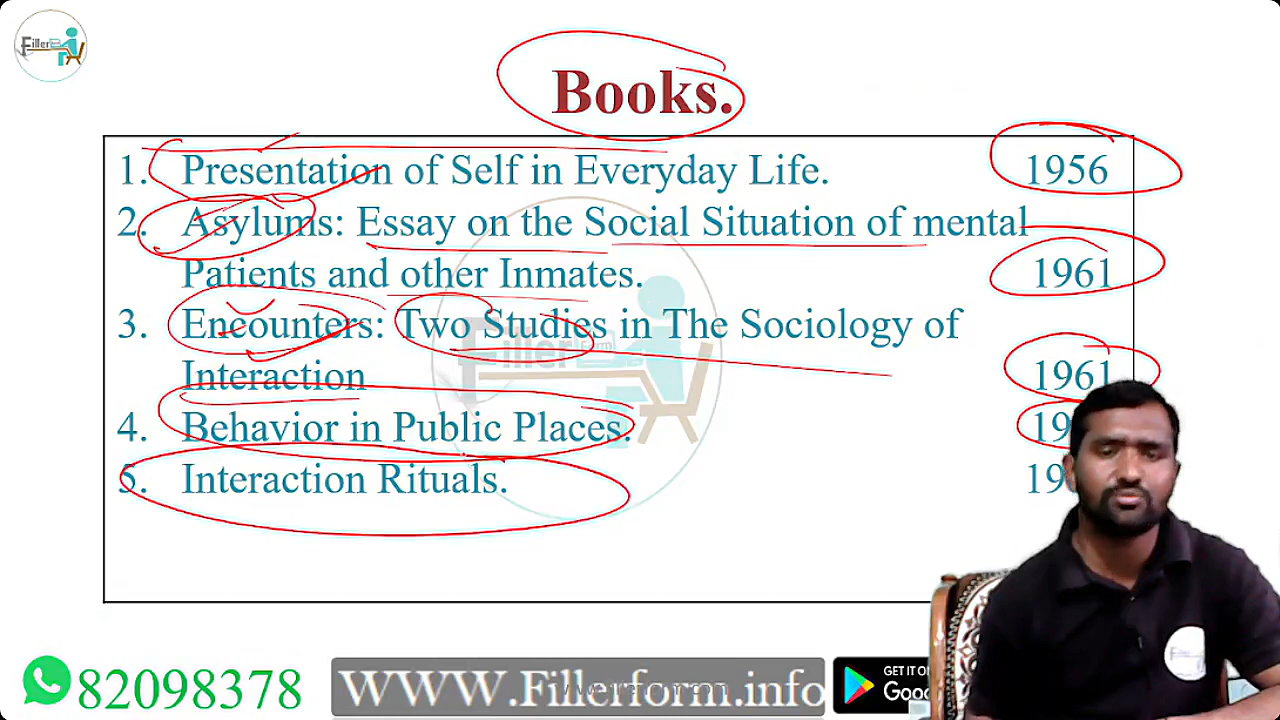 Filler
Books.
1. Presentation of Self in Everyday Life. 1956
2. Asylums: Essay on the Social Situation of mental
Patients and other Inmates. 1961
3. Encounters: Two Studies in The Sociology of
Interaction 1961
4. Behavior in Public Places.
5. Interaction Rituals.
82098378
WWW.Fillerform.info
GET IT ON